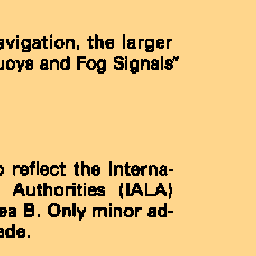 avigation, the larger
uoys and Fog Signals"
o reflect the Interna-
Authorities (IALA)
ea B. Only minor ad-
ade.